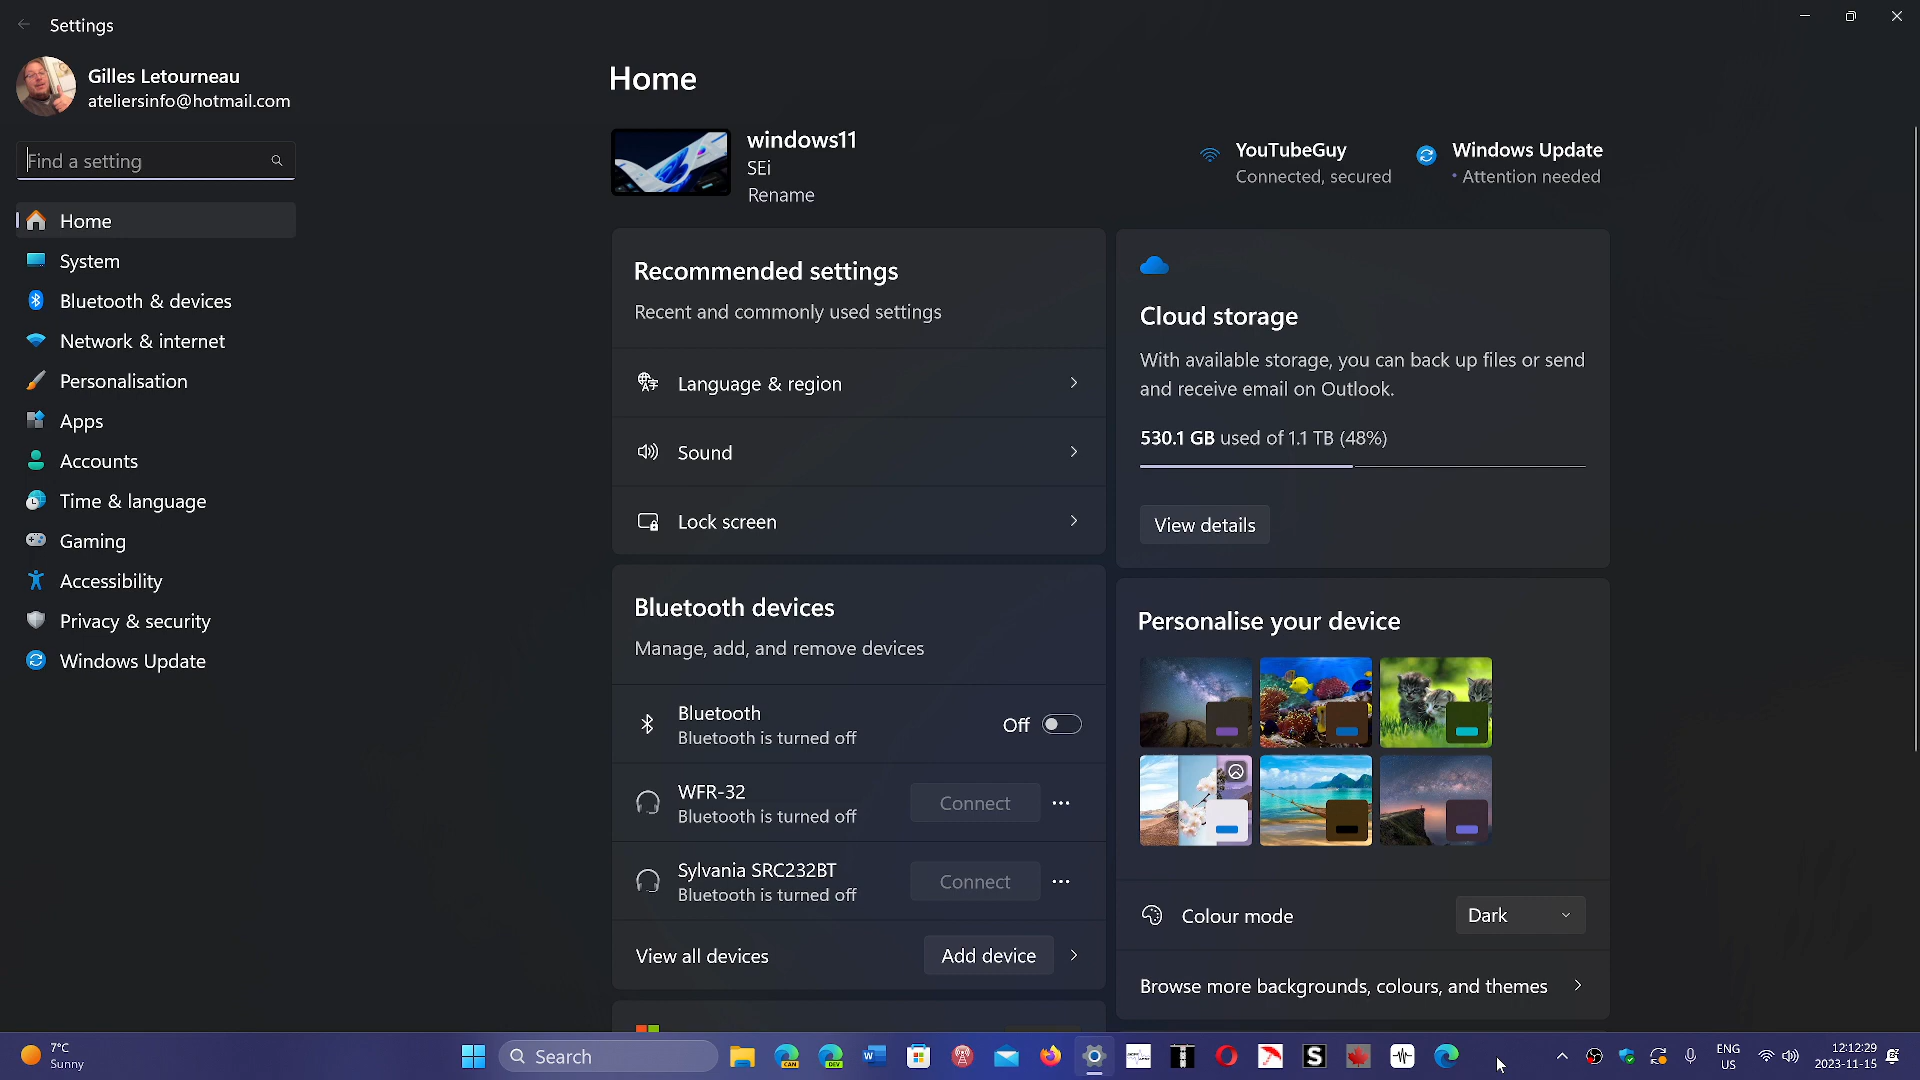 Settings
Gilles Letourneau
ateliersinfo@hotmail.com
Find a setting
Home
System
Bluetooth & devices
Network & internet
Personalisation
Apps
Accounts
Time & language
Gaming
Accessibility
Privacy & security
Windows Update
Home
windows11
SEi
Rename
YouTubeGuy
Connected, secured
Windows Update
• Attention needed
Recommended settings
Recent and commonly used settings
Language & region
Sound
Lock screen
Bluetooth devices
Manage, add, and remove devices
Bluetooth
Bluetooth is turned off
Off
WFR-32
Bluetooth is turned off
Connect
Sylvania SRC232BT
Bluetooth is turned off
Connect
View all devices
Add device
Cloud storage
With available storage, you can back up files or send
and receive email on Outlook.
530.1 GB used of 1.1 TB (48%)
View details
Personalise your device
Colour mode
Dark
Browse more backgrounds, colours, and themes
7°C
Sunny
Search
CAN
DEV
W
S
ENG
US
12:12:29
2023-11-15